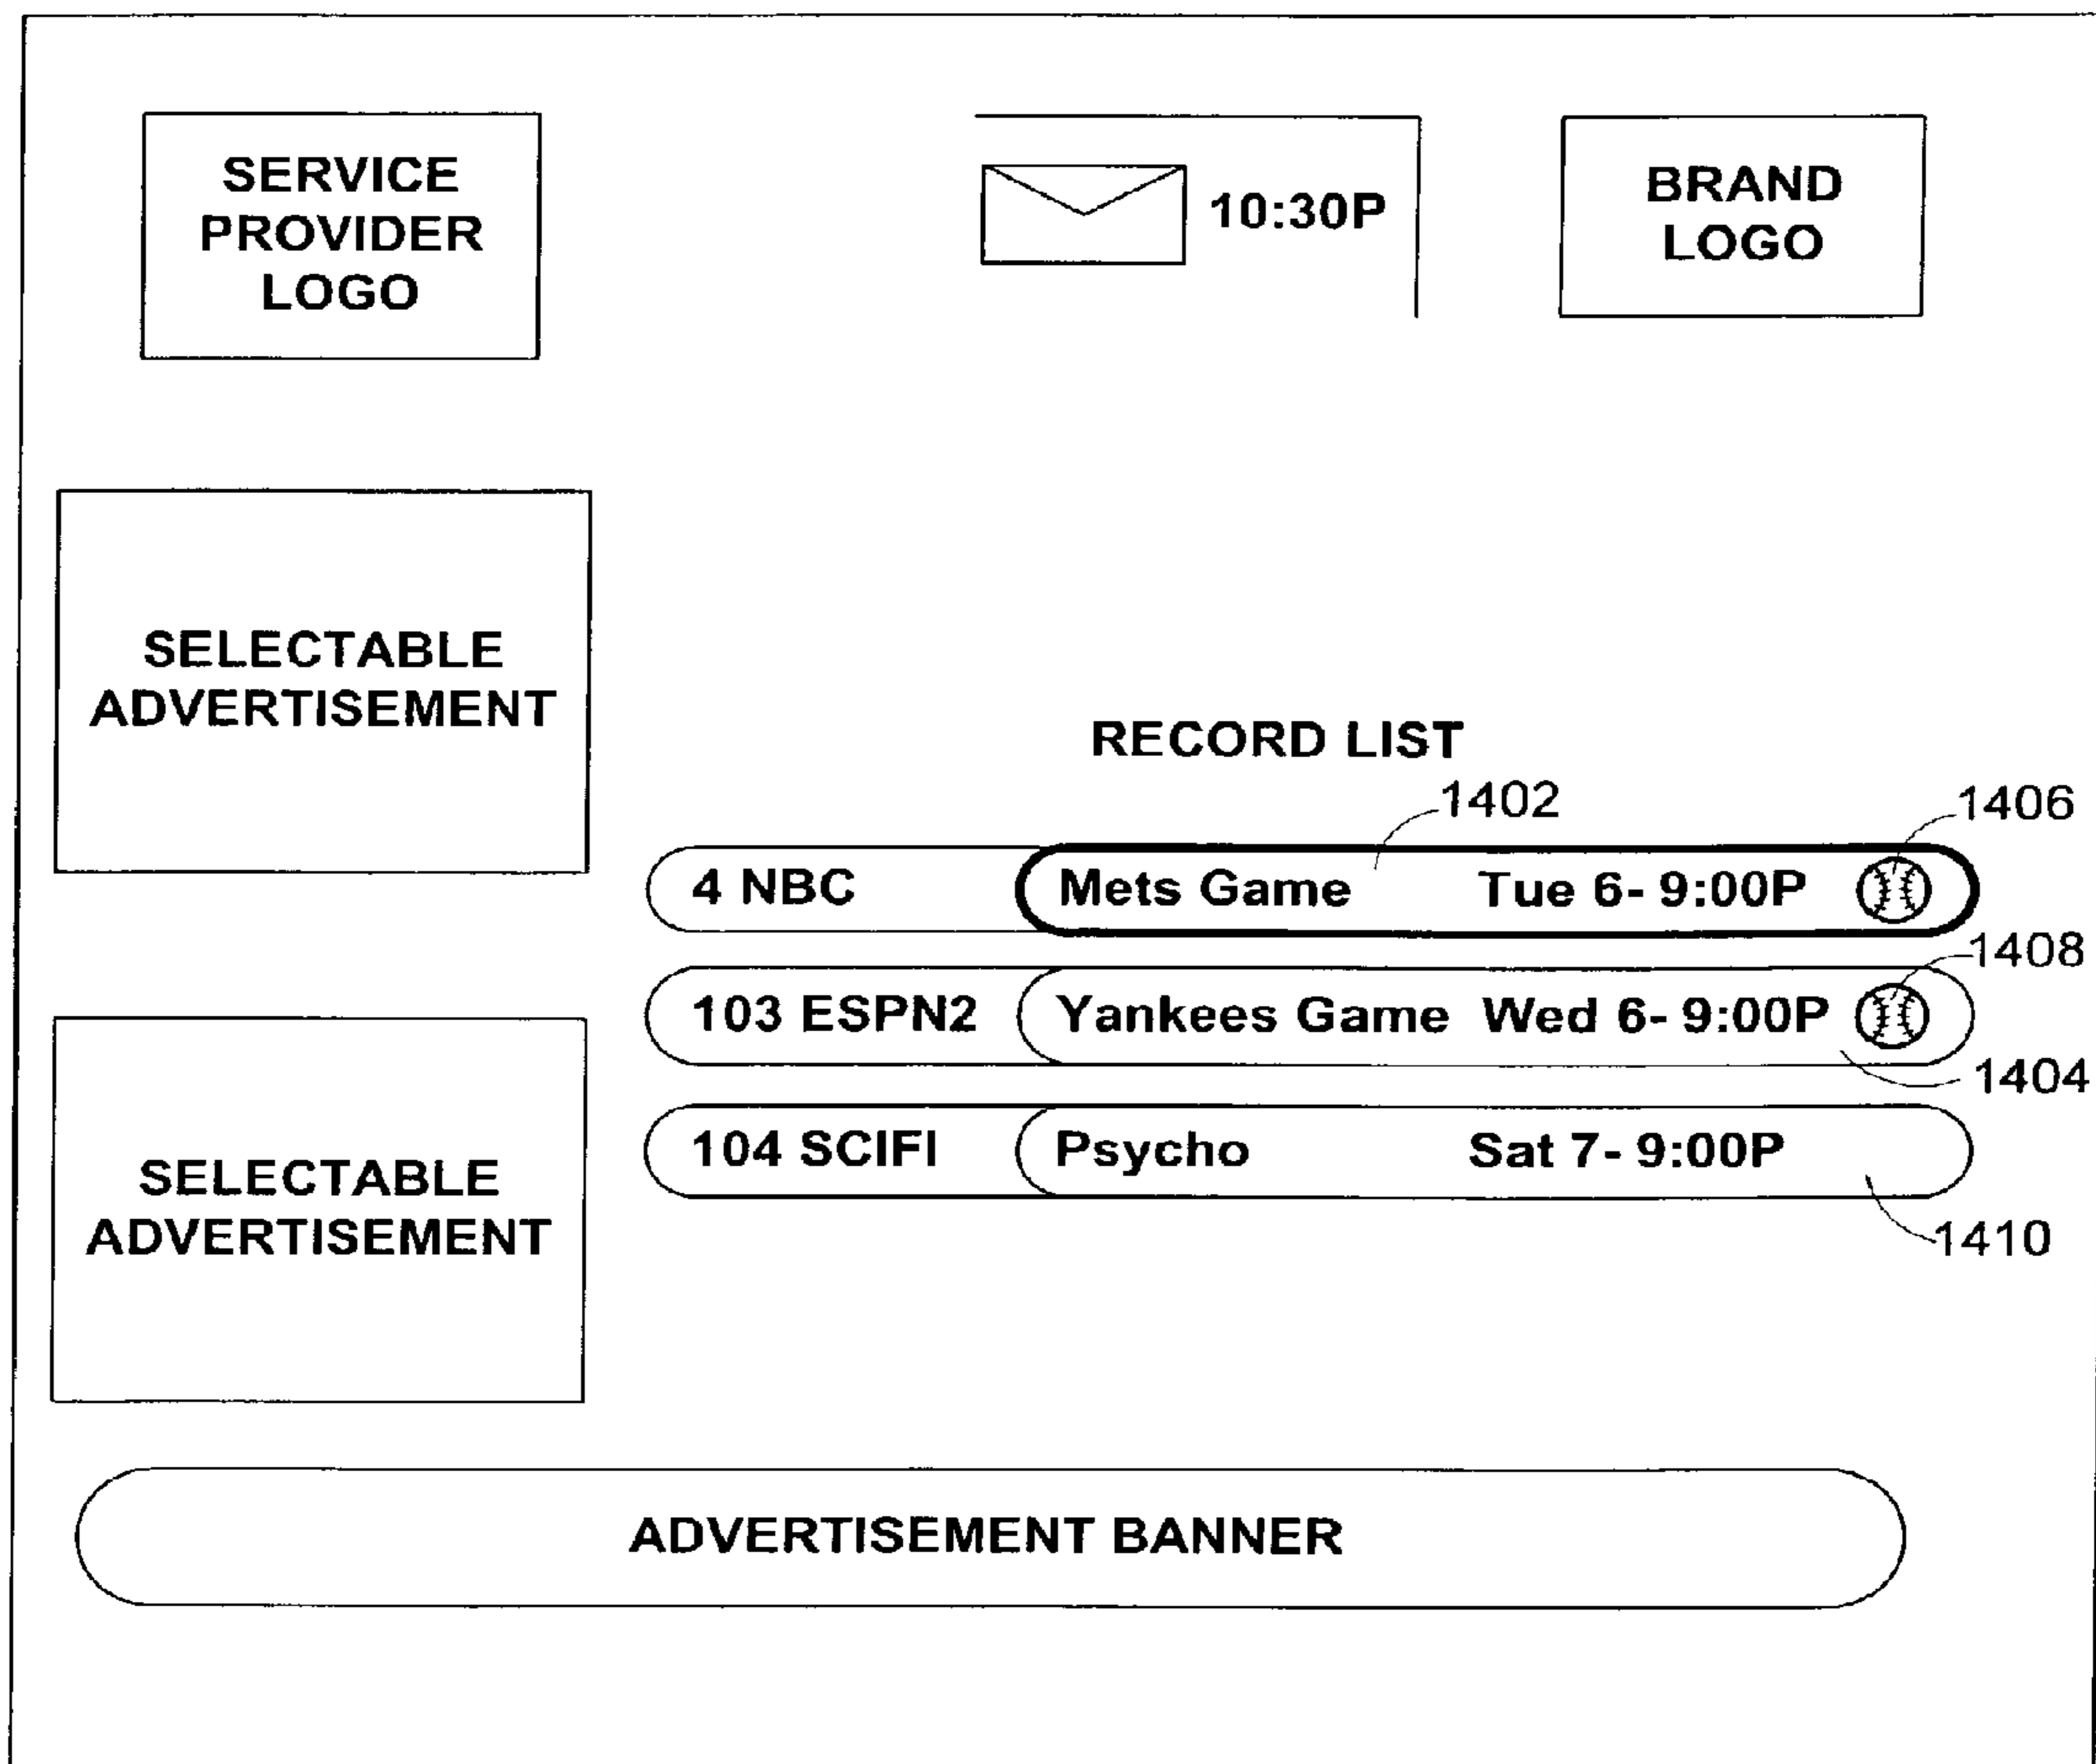 SERVICE
PROVIDER
LOGO
10:30P
BRAND
LOGO
SELECTABLE
ADVERTISEMENT
RECORD LIST
1402
1406
4 NBC Mets Game Tue 6- 9:00P
1408
103 ESPN2 Yankees Game Wed 6- 9:00P
1404
104 SCIFI Psycho Sat 7- 9:00P
1410
SELECTABLE
ADVERTISEMENT
ADVERTISEMENT BANNER